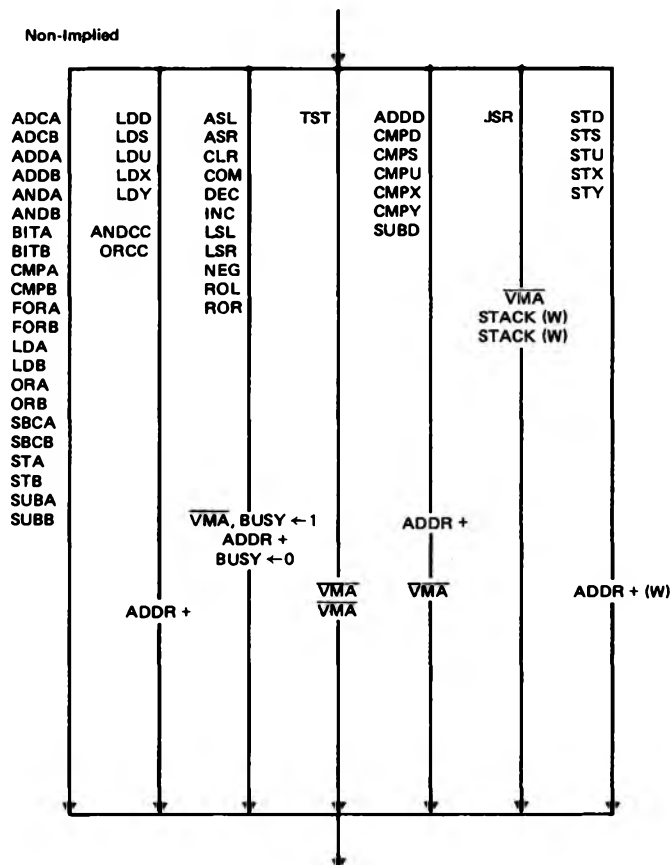 Non-Implied
ADCA
ADCB
ADDA
ADDB
ANDA
ANDB
BITA
BITB
CMPA
CMPB
FORA
FORB
LDA
LDB
ORA
ORB
SBCA
SBCB
STA
STB
SUBA
SUBB
LDD
LDS
LDU
LDX
LDY
ANDCC
ORCC
ADDR +
ASL
ASR
CLR
COM
DEC
INC
LSL
LSR
NEG
ROL
ROR
VMA, BUSY ←1
ADDR +
BUSY ←0
TST
VMA
VMA
ADDD
CMPD
CMPS
CMPU
CMPX
CMPY
SUBD
ADDR +
VMA
JSR
VMA
STACK (W)
STACK (W)
STD
STS
STU
STX
STY
ADDR + (W)